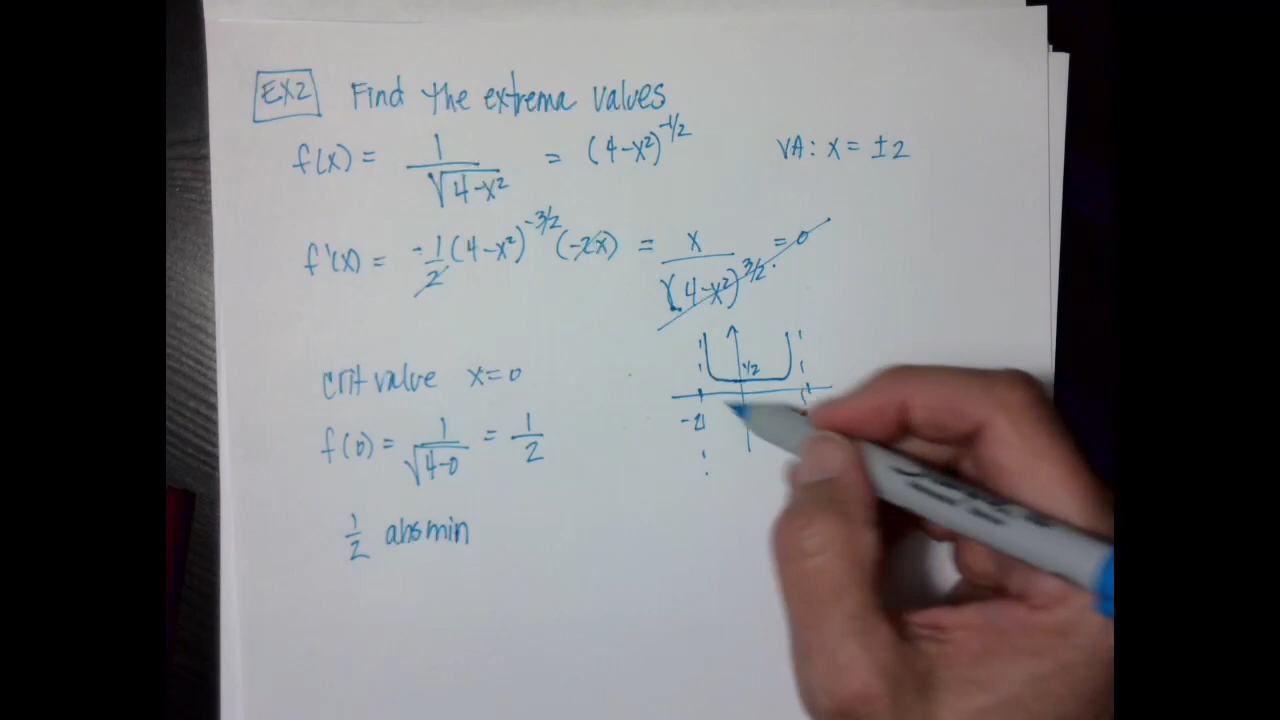 EX2 Find the extrema values
f(x) = 1/√(4-x²) = (4-x²)^(-1/2) VA: x = ±2
f'(x) = -1/2 (4-x²)^(-3/2) (-2x) = x/(4-x²)^(3/2) = 0
1/2
crit value x=0
-2
f(0) = 1/√(4-0) = 1/2
1/2 abs min